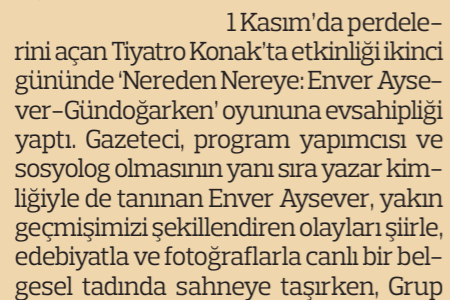 1 Kasım’da perdele-
rini açan Tiyatro Konak’ta etkinliği ikinci
gününde ‘Nereden Nereye: Enver Ayse-
ver-Gündoğarken’ oyununa evsahipliği
yaptı. Gazeteci, program yapımcısı ve
sosyolog olmasının yanı sıra yazar kim-
liğiyle de tanınan Enver Aysever, yakın
geçmişimizi şekillendiren olayları şiirle,
edebiyatla ve fotoğraflarla canlı bir bel-
gesel tadında sahneye taşırken, Grup